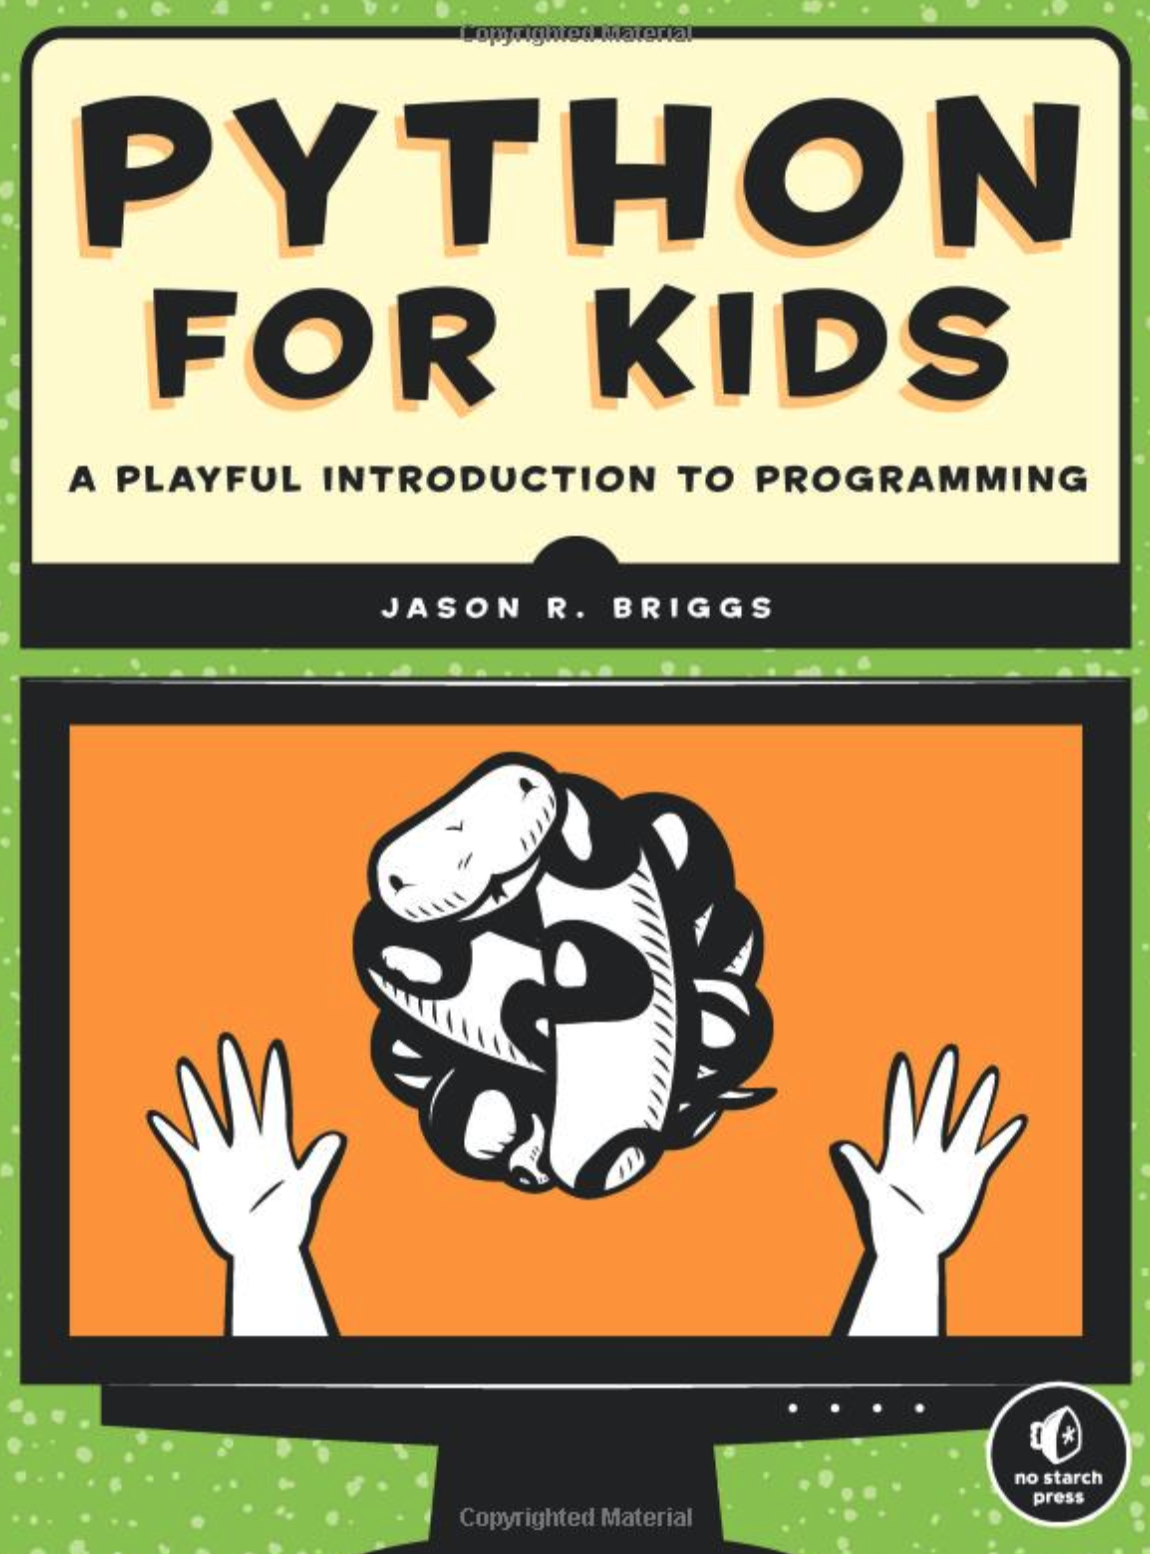 Copyrighted Material
PYTHON
FOR KIDS
A PLAYFUL INTRODUCTION TO PROGRAMMING
JASON R. BRIGGS
no starch
press
Copyrighted Material